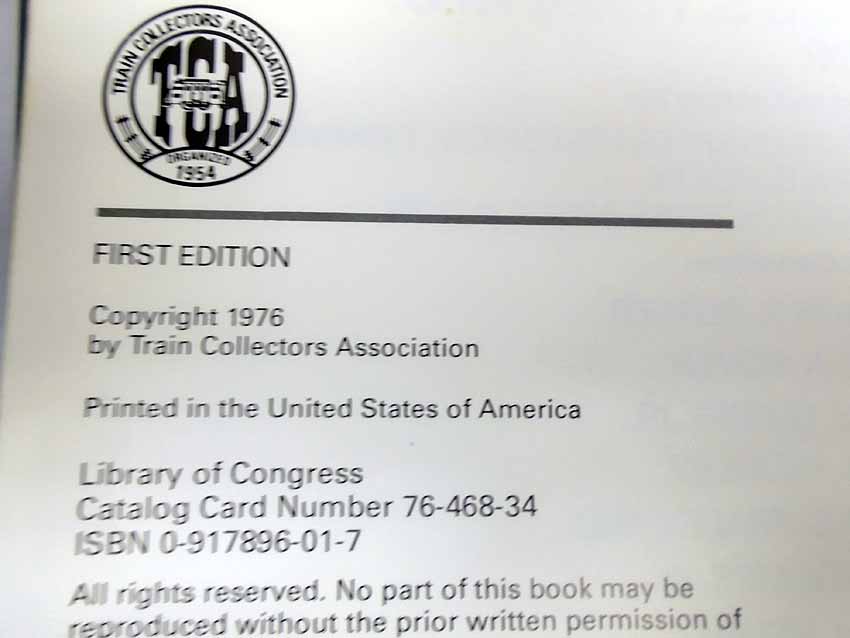 TRAIN COLLECTORS ASSOCIATION
TCA
ORGANIZED
1954
FIRST EDITION
Copyright 1976
by Train Collectors Association
Printed in the United States of America
Library of Congress
Catalog Card Number 76-468-34
ISBN 0-917896-01-7
All rights reserved. No part of this book may be
reproduced without the prior written permission of